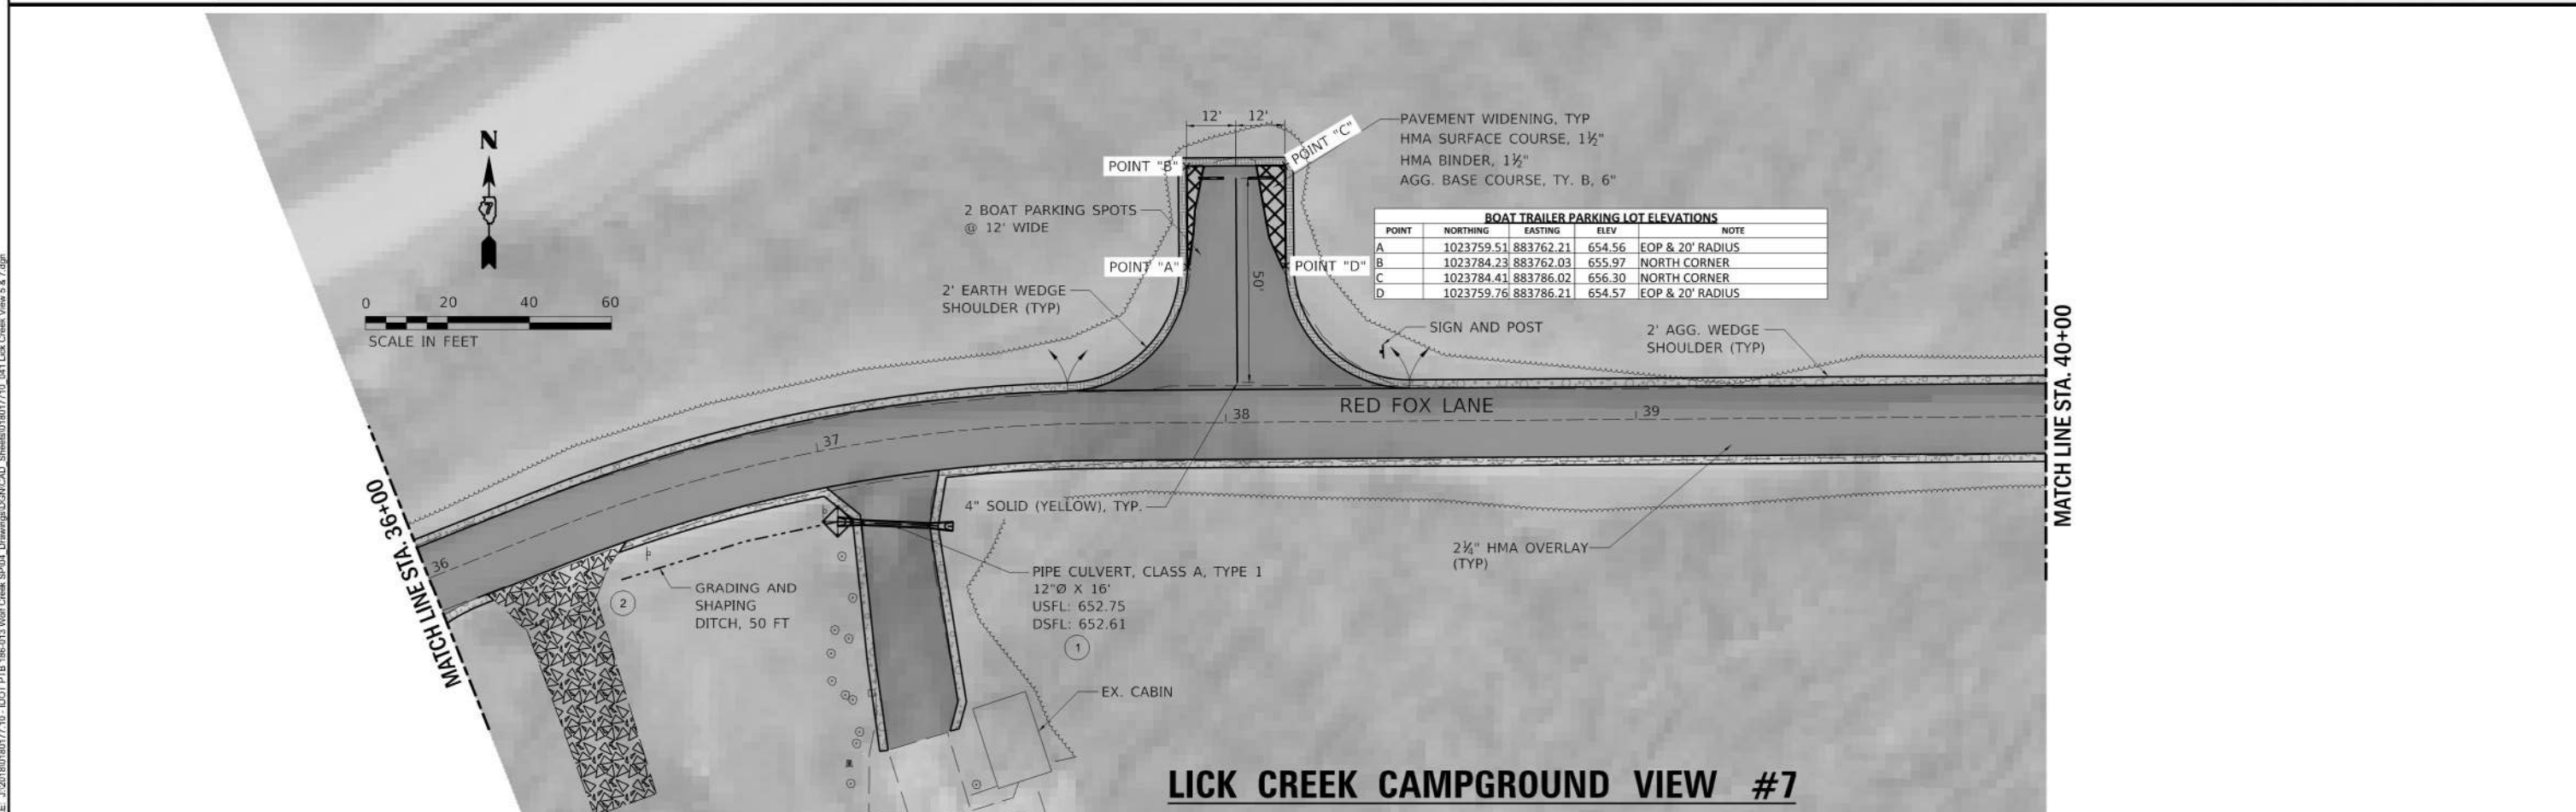 N
0 20 40 60
SCALE IN FEET
12' 12'
POINT "B"
POINT "C"
PAVEMENT WIDENING, TYP
HMA SURFACE COURSE, 1½"
HMA BINDER, 1½"
AGG. BASE COURSE, TY. B, 6"
2 BOAT PARKING SPOTS
@ 12' WIDE
POINT "A"
POINT "D"
50'
BOAT TRAILER PARKING LOT ELEVATIONS
POINT NORTHING EASTING ELEV NOTE
A 1023759.51 883762.21 654.56 EOP & 20' RADIUS
B 1023784.23 883762.03 655.97 NORTH CORNER
C 1023784.41 883786.02 656.30 NORTH CORNER
D 1023759.76 883786.21 654.57 EOP & 20' RADIUS
2' EARTH WEDGE
SHOULDER (TYP)
SIGN AND POST
2' AGG. WEDGE
SHOULDER (TYP)
MATCH LINE STA. 40+00
RED FOX LANE
36
37
38
39
MATCH LINE STA. 36+00
4" SOLID (YELLOW), TYP.
2¼" HMA OVERLAY
(TYP)
GRADING AND
SHAPING
DITCH, 50 FT
2
PIPE CULVERT, CLASS A, TYPE 1
12"Ø X 16'
USFL: 652.75
DSFL: 652.61
1
EX. CABIN
LICK CREEK CAMPGROUND VIEW #7